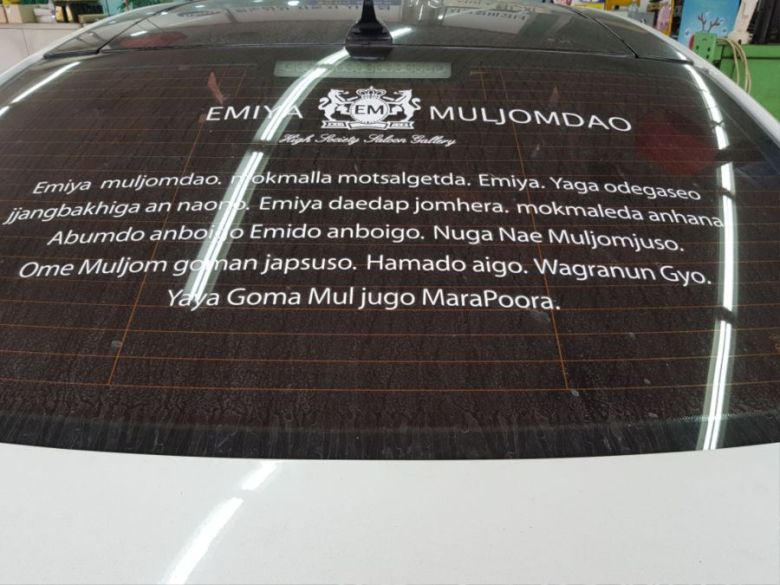 EMIYA EM MULJOMDAO
High Society Saloon Gallery
Emiya muljomdao. mokmalla motsalgetda. Emiya. Yaga odegaseo
jjangbakhiga an naono. Emiya daedap jomhera. mokmaleda anhana
Abumdo anboigo Emido anboigo. Nuga Nae Muljomjuso.
Ome Muljom goman japsuso. Hamado aigo. Wagranun Gyo.
Yaya Goma Mul jugo MaraPoora.